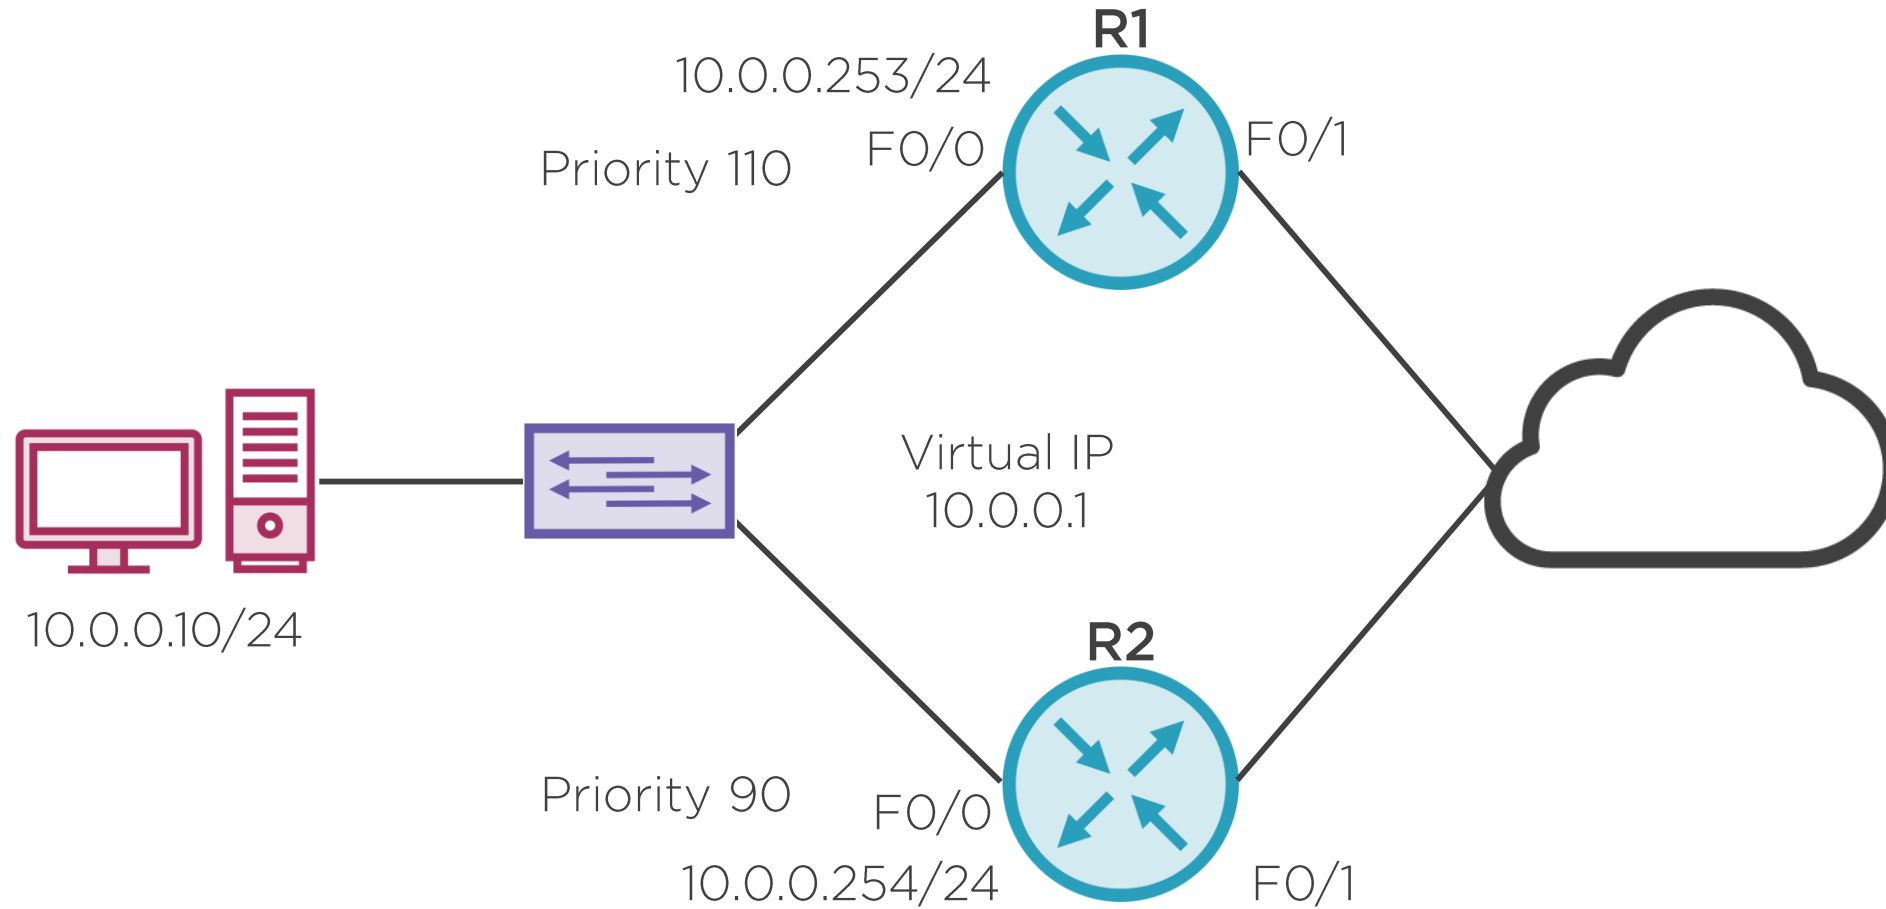 R1
10.0.0.253/24
F0/0
F0/1
Priority 110
Virtual IP
10.0.0.1
10.0.0.10/24
R2
Priority 90
F0/0
10.0.0.254/24
F0/1